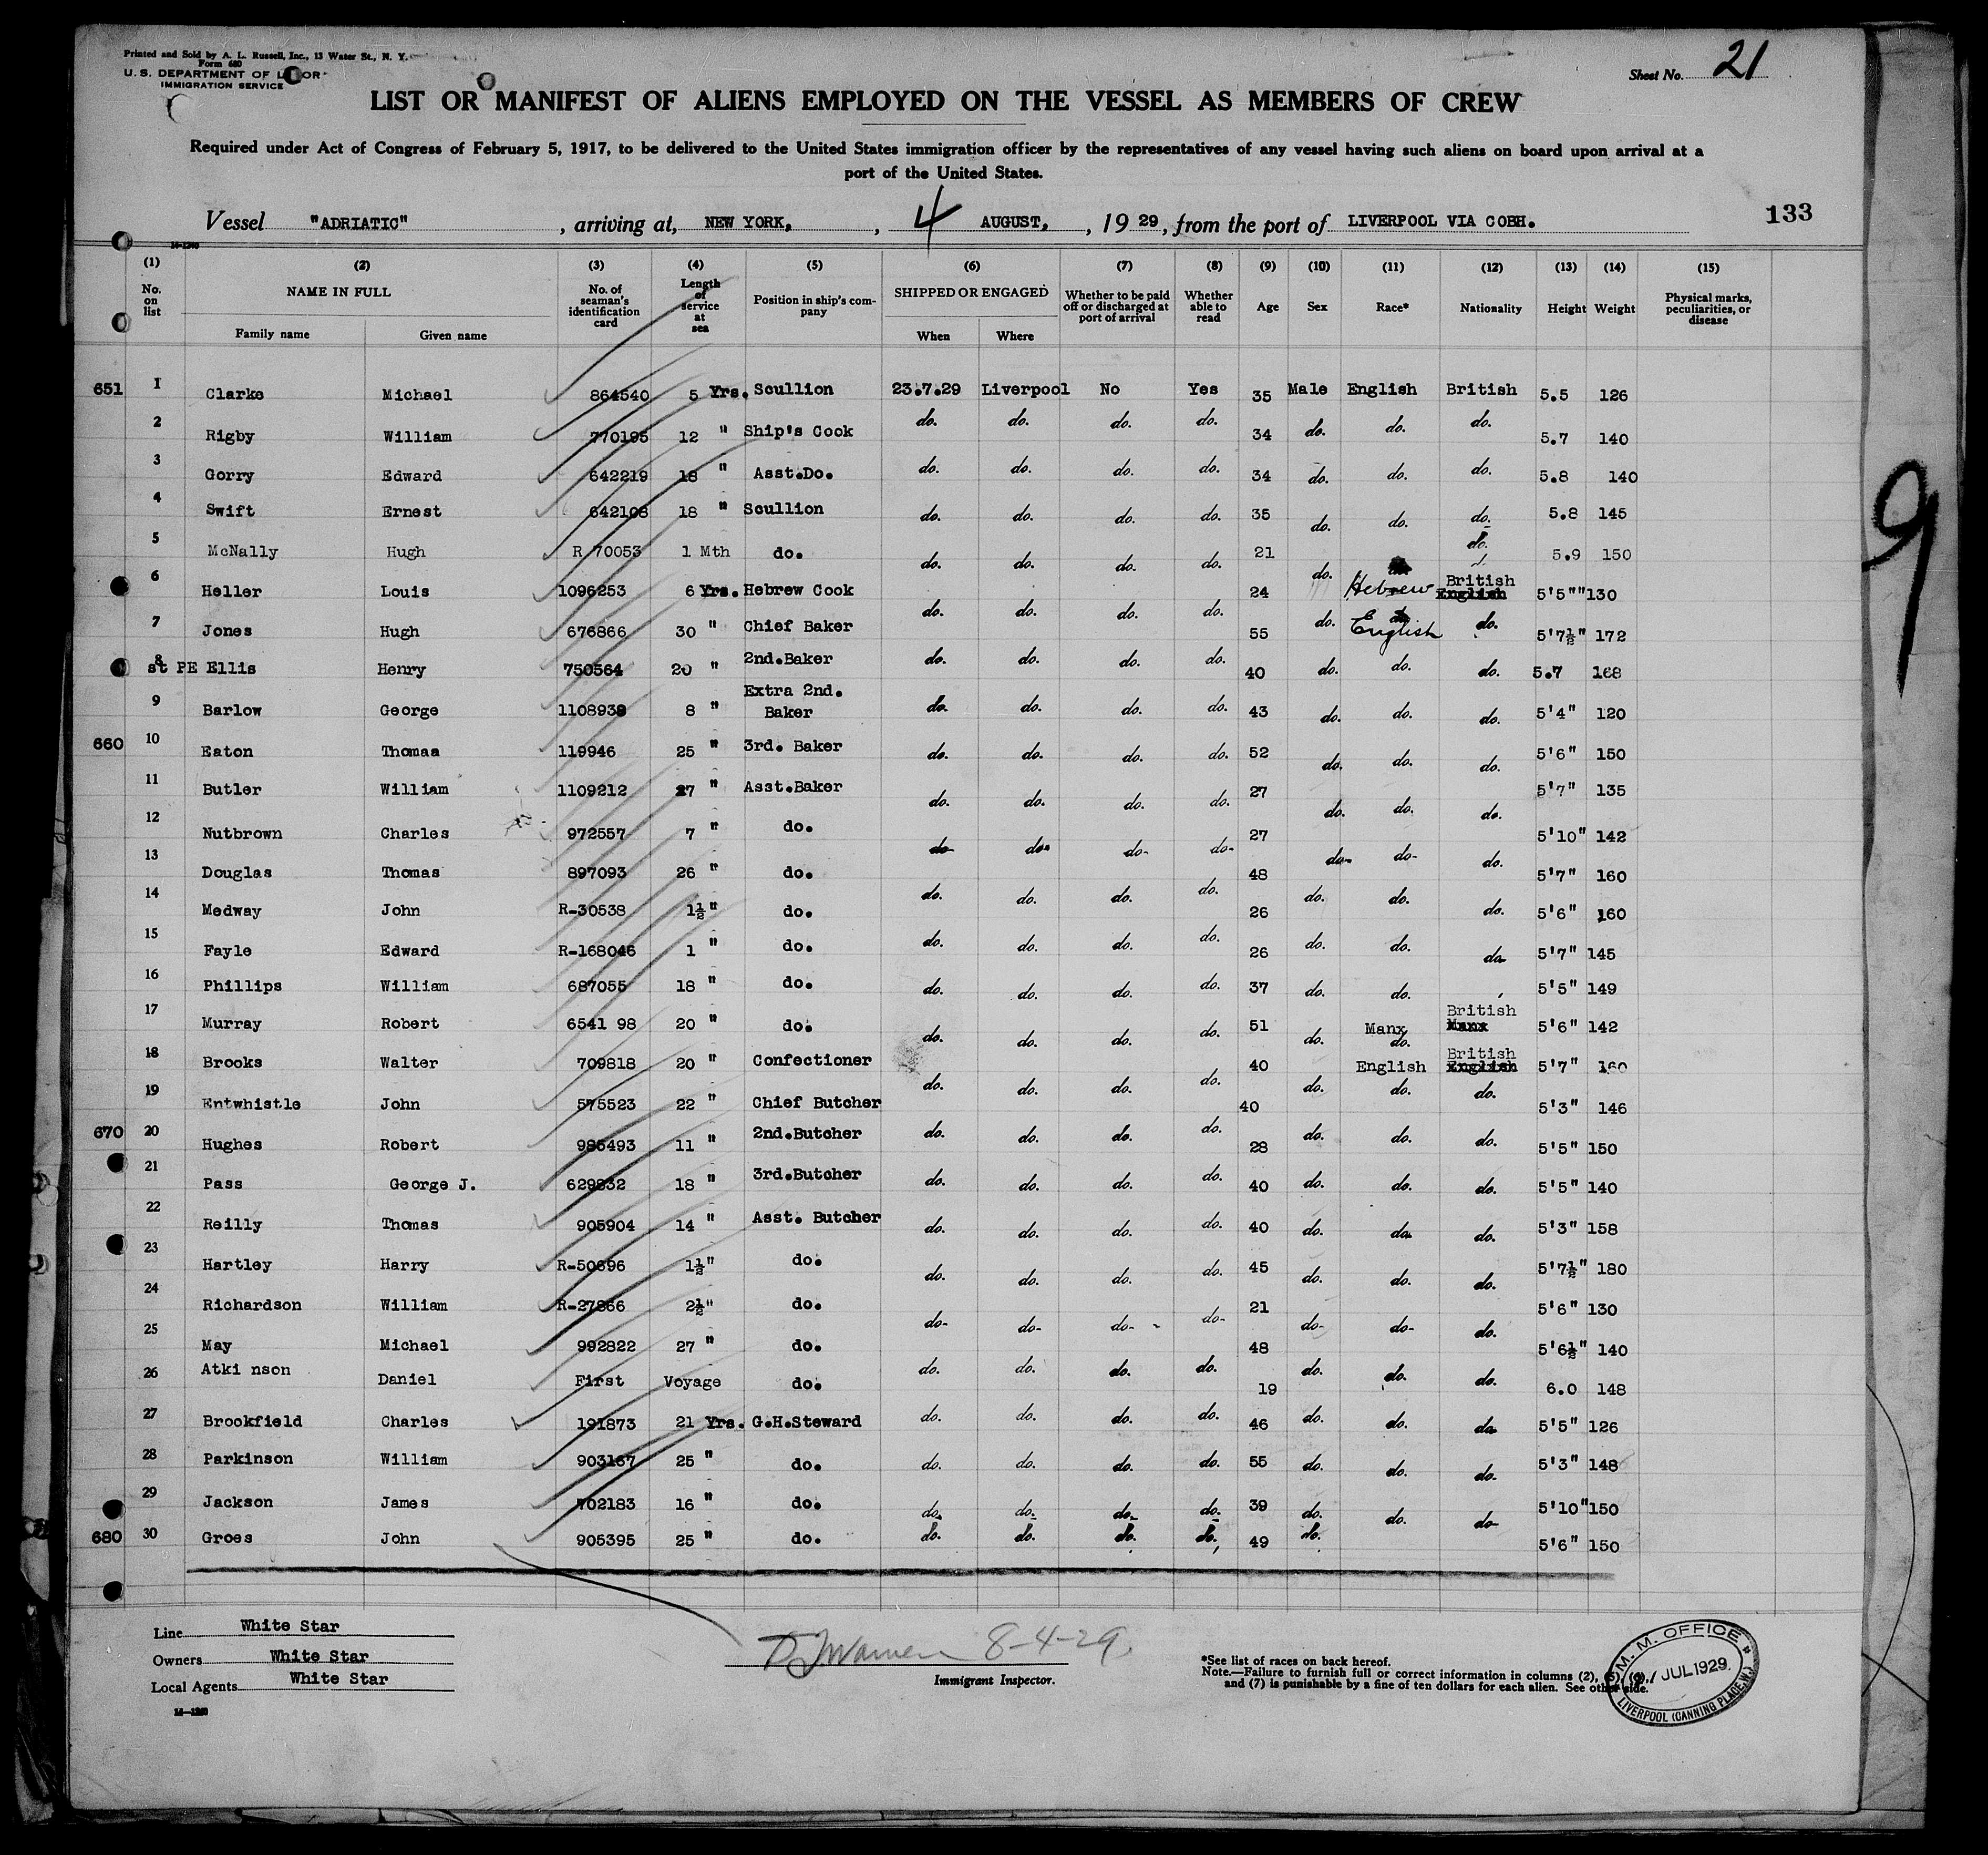 Printed and Sold by A. L. Russell, Inc., 13 Water St., N. Y.
Form 680
U. S. DEPARTMENT OF L OR
IMMIGRATION SERVICE
Sheet No. 21
LIST OR MANIFEST OF ALIENS EMPLOYED ON THE VESSEL AS MEMBERS OF CREW
Required under Act of Congress of February 5, 1917, to be delivered to the United States immigration officer by the representatives of any vessel having such aliens on board upon arrival at a
port of the United States.
Vessel "ADRIATIC" , arriving at, NEW YORK, , 4 AUGUST, , 19 29 , from the port of LIVERPOOL VIA COBH. 133
14-1240
(1) (2) (3) (4) (5) (6) (7) (8) (9) (10) (11) (12) (13) (14) (15)
No. on list NAME IN FULL Family name Given name No. of seaman's identification card Length of service at sea Position in ship's company SHIPPED OR ENGAGED When Where Whether to be paid off or discharged at port of arrival Whether able to read Age Sex Race* Nationality Height Weight Physical marks, peculiarities, or disease
651 1 Clarke Michael 864540 5 Yrs. Scullion 23.7.29 Liverpool No Yes 35 Male English British 5.5 126
2 Rigby William 770195 12 " Ship's Cook do. do. do. do. 34 do. do. do. 5.7 140
3 Gorry Edward 642219 18 " Asst.Do. do. do. do. do. 34 do. do. do. 5.8 140
4 Swift Ernest 642108 18 " Scullion do. do. do. do. 35 do. do. do. 5.8 145
5 McNally Hugh R 70053 1 Mth do. do. do. do. do. 21 do. do. 5.9 150
6 Heller Louis 1096253 6 Yrs. Hebrew Cook do. do. do. do. 24 do. Hebrew British English 5'5"" 130
7 Jones Hugh 676866 30 " Chief Baker do. do. do. do. 55 do. English do. 5'7½" 172
8 st PE Ellis Henry 750564 20 " 2nd.Baker do. do. do. do. 40 do. do. do. 5.7 168
9 Barlow George 1108938 8 " Extra 2nd. Baker do. do. do. do. 43 do. do. do. 5'4" 120
660 10 Eaton Thomas 119946 25 " 3rd. Baker do. do. do. do. 52 do. do. do. 5'6" 150
11 Butler William 1109212 27 " Asst.Baker do. do. do. do. 27 do. do. do. 5'7" 135
12 Nutbrown Charles 972557 7 " do. do- do- do- do- 27 do- do- do. 5'10" 142
13 Douglas Thomas 897093 26 " do. do. do. do. do. 48 do. do. do. 5'7" 160
14 Medway John R-30538 1½" do. do. do. do. do. 26 do. do. do. 5'6" 160
15 Fayle Edward R-168046 1 " do. do. do. do. do. 26 do. do. do 5'7" 145
16 Phillips William 687055 18 " do. do. do. do. do. 37 do. do. 5'5" 149
17 Murray Robert 6541 98 20 " do. do. do. do. do. 51 do. Manx do. British Manx 5'6" 142
18 Brooks Walter 709818 20 " Confectioner do. do. do. do. 40 do. English British English 5'7" 160
19 Entwhistle John 575523 22 " Chief Butcher do. do. do. do. 40 do. do. do. 5'3" 146
670 20 Hughes Robert 985493 11 " 2nd.Butcher do. do. do. do. 28 do. do. do. 5'5" 150
21 Pass George J. 629832 18 " 3rd.Butcher do. do. do. do. 40 do. do. do. 5'5" 140
22 Reilly Thomas 905904 14 " Asst. Butcher do. do. do. do. 40 do. do do. 5'3" 158
23 Hartley Harry R-50696 1½" do. do. do. do. do. 45 do. do. do. 5'7½" 180
24 Richardson William R-27866 2½" do. do- do- do- do- 21 do- do- do. 5'6" 130
25 May Michael 992822 27 " do. do. do. do. do. 48 do. do. do. 5'6½" 140
26 Atki nson Daniel First Voyage do. do. do. do. do. 19 do. do. do. 6.0 148
27 Brookfield Charles 191873 21 Yrs. G.H.Steward do. do. do. do. 46 do. do. do 5'5" 126
28 Parkinson William 903167 25 " do. do. do. do. do. 55 do. do. do. 5'3" 148
29 Jackson James 702183 16 " do. do. do. do. do. 39 do. do. do 5'10" 150
680 30 Groes John 905395 25 " do. do. do. do. do. 49 do. 5'6" 150
Line White Star
Owners White Star
Local Agents White Star
14-1240
8-4-29.
Immigrant Inspector.
*See list of races on back hereof.
Note.—Failure to furnish full or correct information in columns (2), (5), (6),
and (7) is punishable by a fine of ten dollars for each alien. See other side.
M. M. OFFICE
JUL 1929.
LIVERPOOL (CANNING PLACE, W.)
9